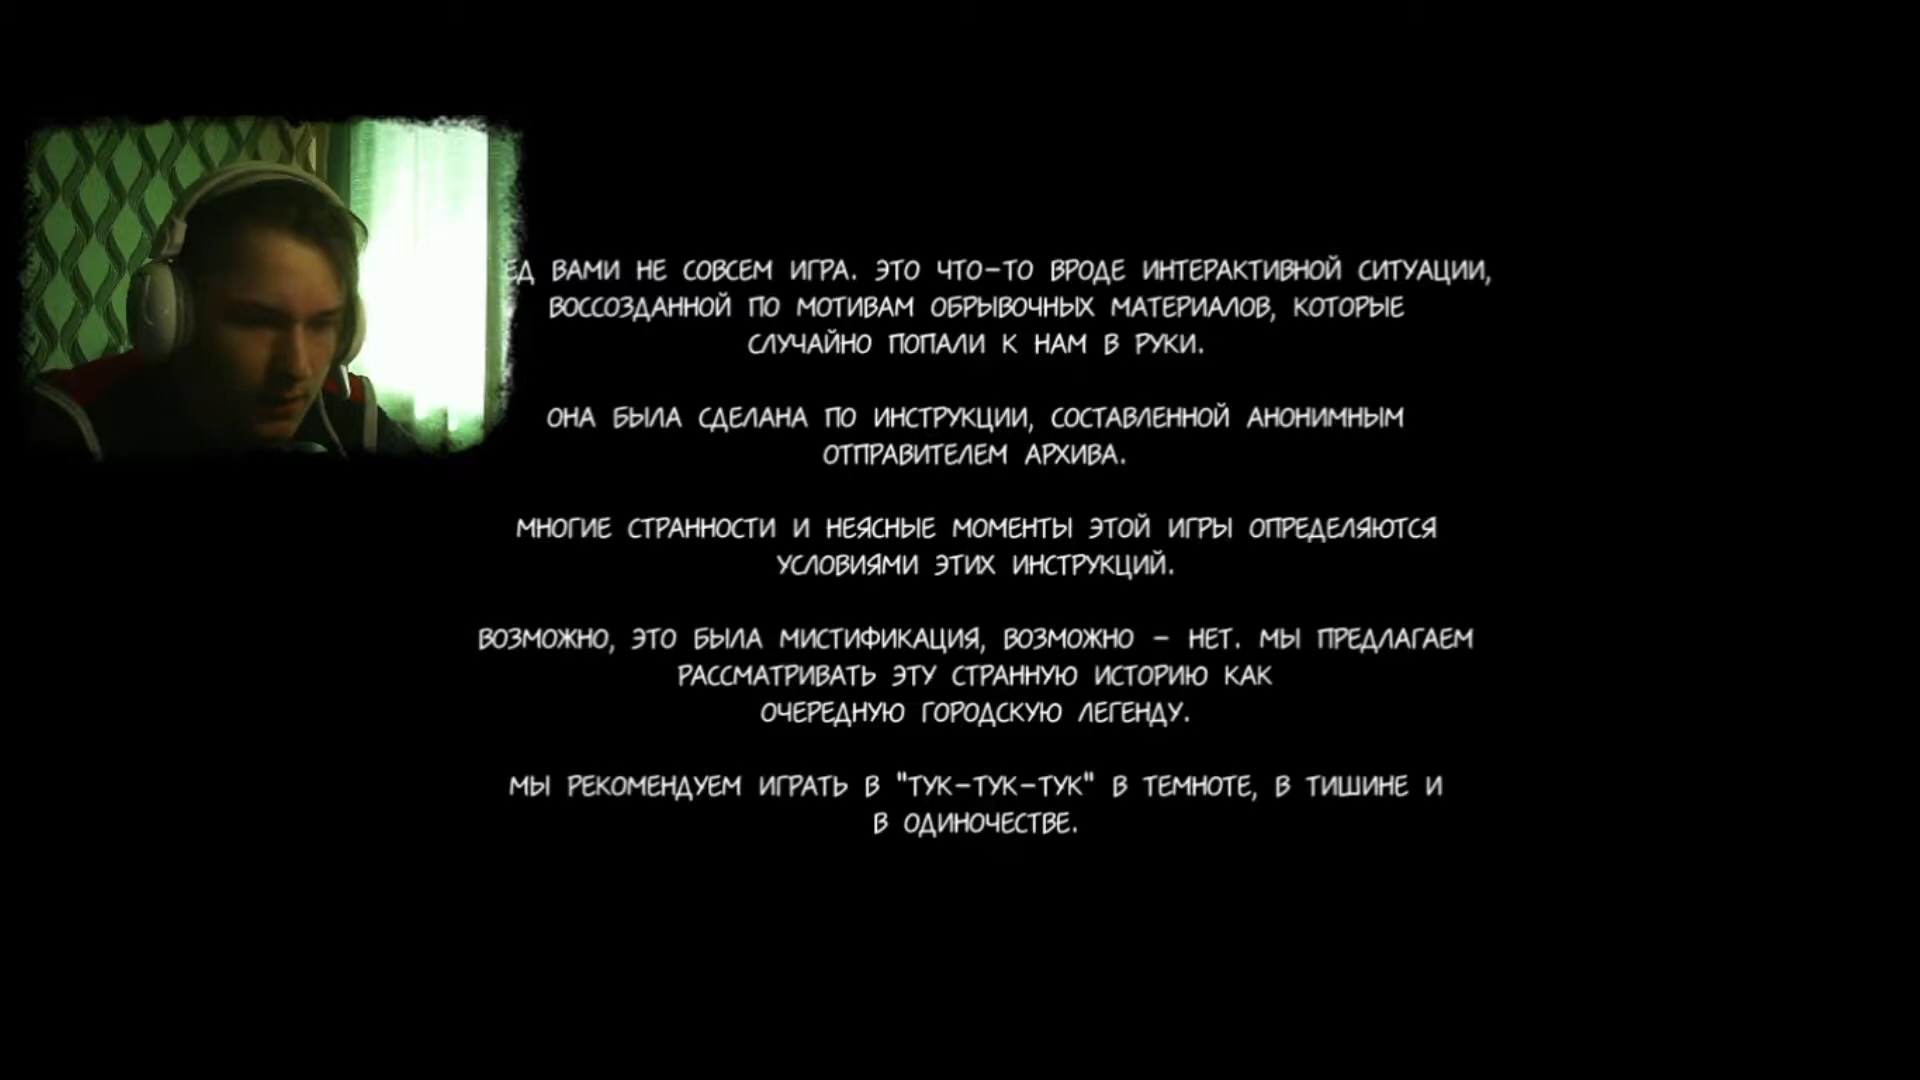 ВАМИ НЕ СОВСЕМ ИГРА. ЭТО ЧТО-ТО ВРОДЕ ИНТЕРАКТИВНОЙ СИТУАЦИИ,
ВОССОЗДАННОЙ ПО МОТИВАМ ОБРЫВОЧНЫХ МАТЕРИАЛОВ, КОТОРЫЕ
СЛУЧАЙНО ПОПАЛИ К НАМ В РУКИ.
ОНА БЫЛА СДЕЛАНА ПО ИНСТРУКЦИИ, СОСТАВЛЕННОЙ АНОНИМНЫМ
ОТПРАВИТЕЛЕМ АРХИВА.
МНОГИЕ СТРАННОСТИ И НЕЯСНЫЕ МОМЕНТЫ ЭТОЙ ИГРЫ ОПРЕДЕЛЯЮТСЯ
УСЛОВИЯМИ ЭТИХ ИНСТРУКЦИЙ.
ВОЗМОЖНО, ЭТО БЫЛА МИСТИФИКАЦИЯ, ВОЗМОЖНО – НЕТ. МЫ ПРЕДЛАГАЕМ
РАССМАТРИВАТЬ ЭТУ СТРАННУЮ ИСТОРИЮ КАК
ОЧЕРЕДНУЮ ГОРОДСКУЮ ЛЕГЕНДУ.
МЫ РЕКОМЕНДУЕМ ИГРАТЬ В "ТУК-ТУК-ТУК" В ТЕМНОТЕ, В ТИШИНЕ И
В ОДИНОЧЕСТВЕ.